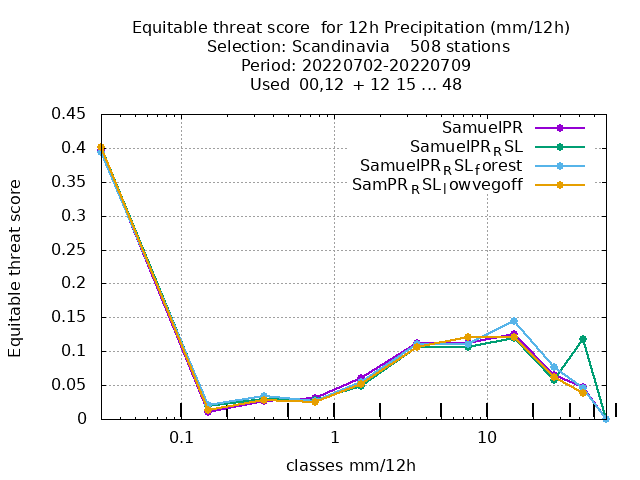 Equitable threat score  for 12h Precipitation (mm/12h)
Selection: Scandinavia    508 stations
Period: 20220702-20220709
Used  00,12  + 12 15 ... 48
0.45
0.4
0.35
0.3
0.25
0.2
0.15
0.1
0.05
0
Equitable threat score
SamuelPR
SamuelPR_RSL
SamuelPR_RSL_forest
SamPR_RSL_lowvegoff
0.1
1
10
classes mm/12h